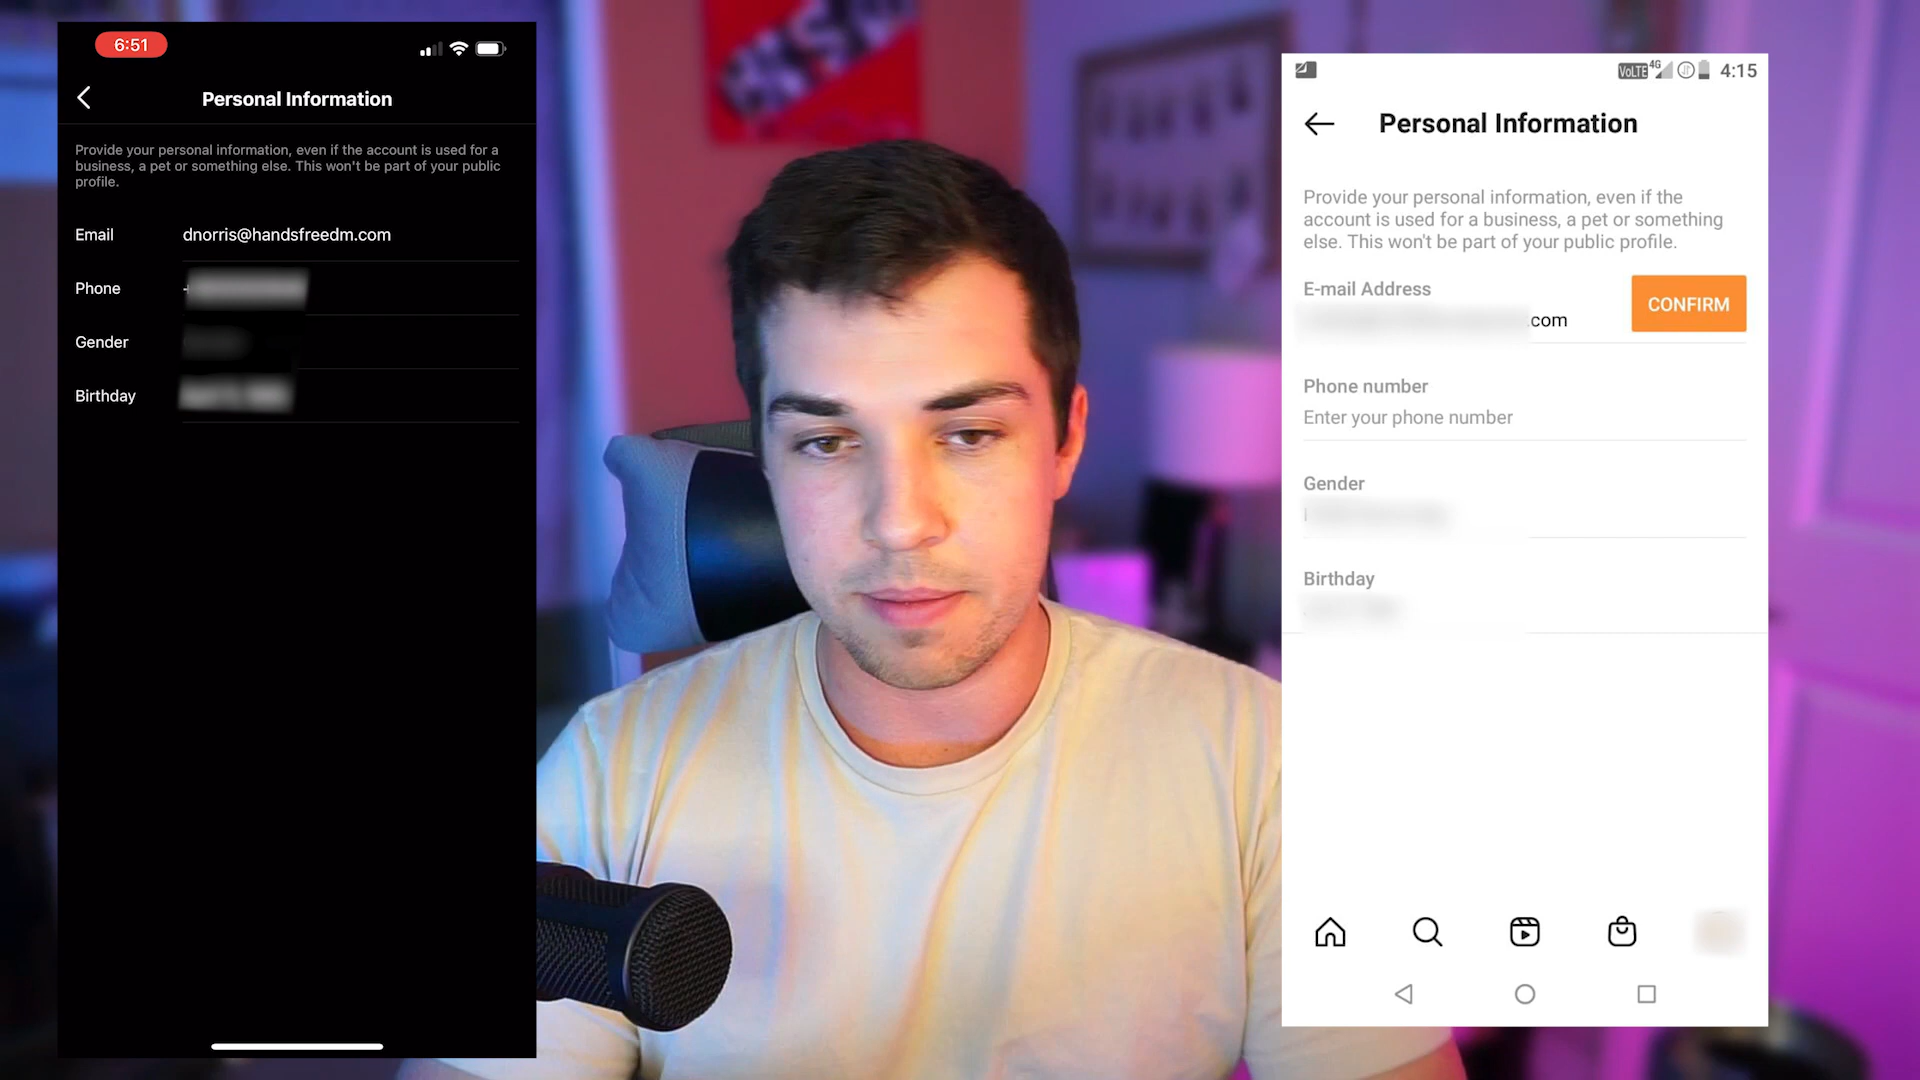 6:51
Personal Information
Provide your personal information, even if the account is used for a
business, a pet or something else. This won't be part of your public
profile.
Email dnorris@handsfreedm.com
Phone
Gender
Birthday
VoLTE 4G 4:15
Personal Information
Provide your personal information, even if the
account is used for a business, a pet or something
else. This won't be part of your public profile.
E-mail Address
.com
CONFIRM
Phone number
Enter your phone number
Gender
Birthday